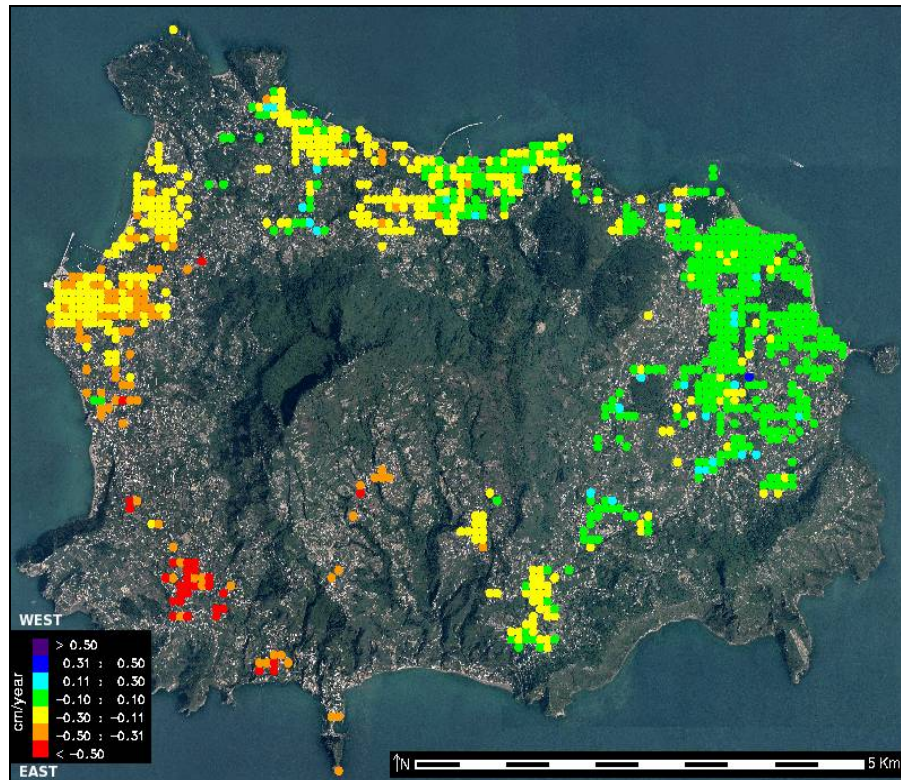 WEST
cm/year
> 0.50
0.31 : 0.50
0.11 : 0.30
-0.10 : 0.10
-0.30 : -0.11
-0.50 : -0.31
< -0.50
EAST
↑N
5 Km